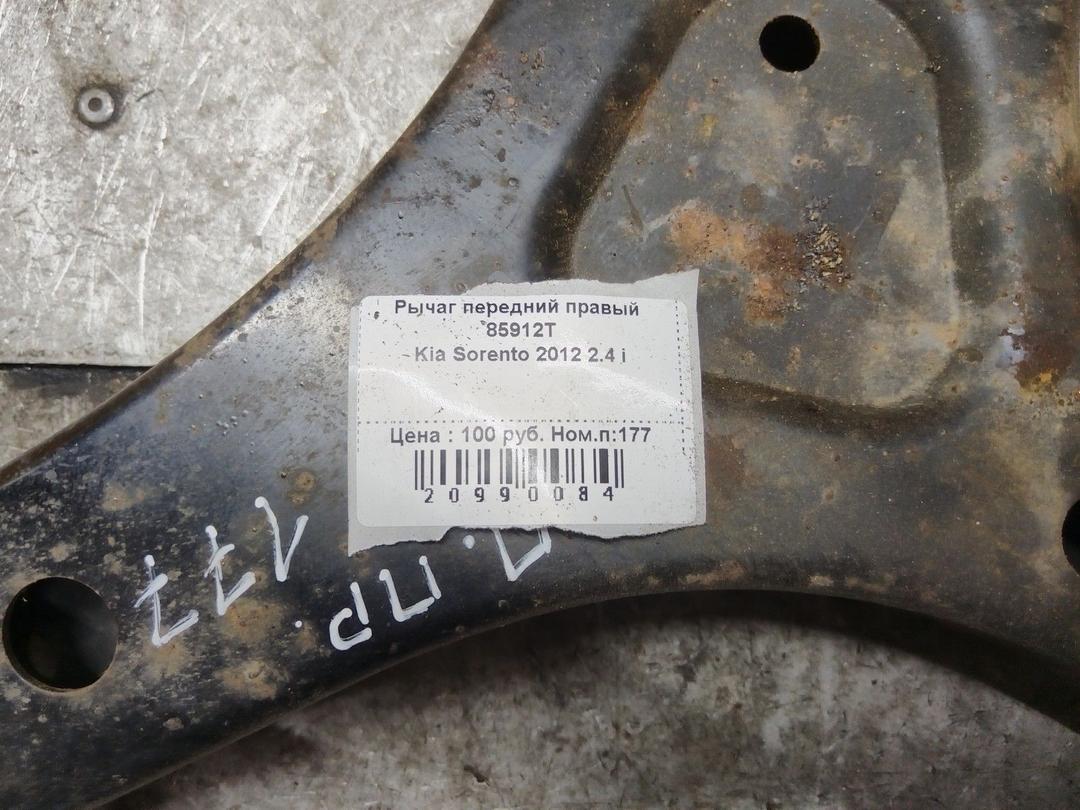 Рычаг передний правый
85912T
Kia Sorento 2012 2.4 i
Цена : 100 руб. Ном.п:177
20990084
177
П. ПР.